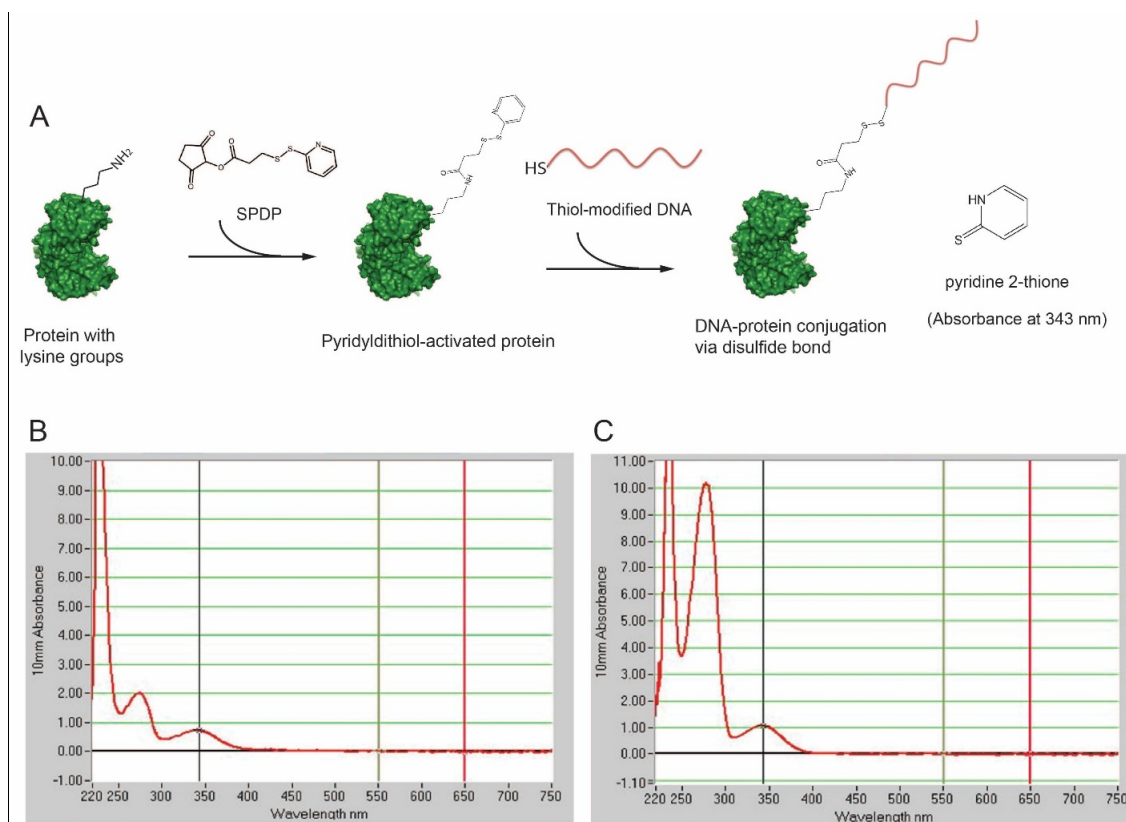 A
NH2
O
O
O
O
S
S
N
SPDP
Protein with
lysine groups
N
S
S
O
NH
Pyridyldithiol-activated protein
HS
Thiol-modified DNA
S
S
O
NH
DNA-protein conjugation
via disulfide bond
HN
S
pyridine 2-thione
(Absorbance at 343 nm)
B
10mm Absorbance
10.00
9.00
8.00
7.00
6.00
5.00
4.00
3.00
2.00
1.00
0.00
-1.00
220 250 300 350 400 450 500 550 600 650 700 750
Wavelength nm
C
10mm Absorbance
11.00
10.00
9.00
8.00
7.00
6.00
5.00
4.00
3.00
2.00
1.00
0.00
-1.10
220 250 300 350 400 450 500 550 600 650 700 750
Wavelength nm